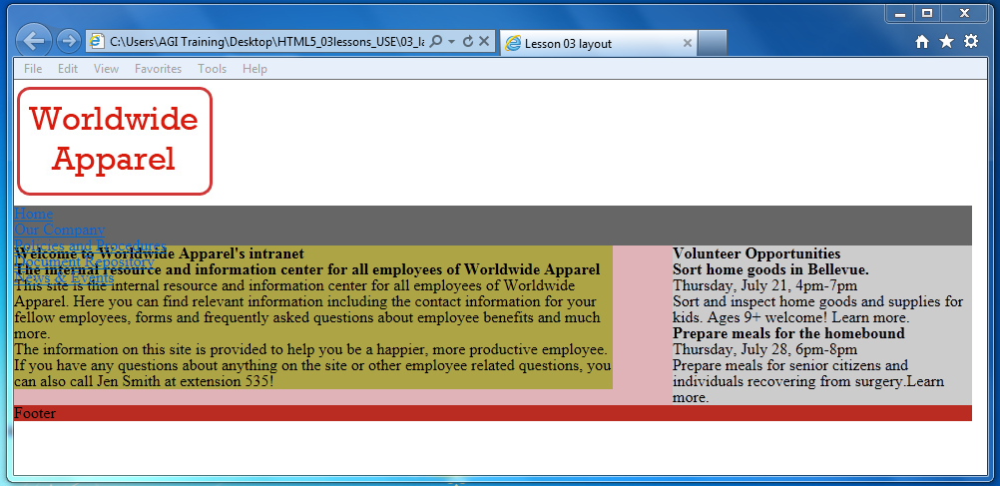 C:\Users\AGI Training\Desktop\HTML5_03lessons_USE\03_la
Lesson 03 layout
File Edit View Favorites Tools Help
Worldwide
Apparel
Home
Our Company
Policies and Procedures
Document Repository
News & Events
Welcome to Worldwide Apparel's intranet
The internal resource and information center for all employees of Worldwide Apparel
This site is the internal resource and information center for all employees of Worldwide
Apparel. Here you can find relevant information including the contact information for your
fellow employees, forms and frequently asked questions about employee benefits and much
more.
The information on this site is provided to help you be a happier, more productive employee.
If you have any questions about anything on the site or other employee related questions, you
can also call Jen Smith at extension 535!
Volunteer Opportunities
Sort home goods in Bellevue.
Thursday, July 21, 4pm-7pm
Sort and inspect home goods and supplies for
kids. Ages 9+ welcome! Learn more.
Prepare meals for the homebound
Thursday, July 28, 6pm-8pm
Prepare meals for senior citizens and
individuals recovering from surgery.Learn
more.
Footer